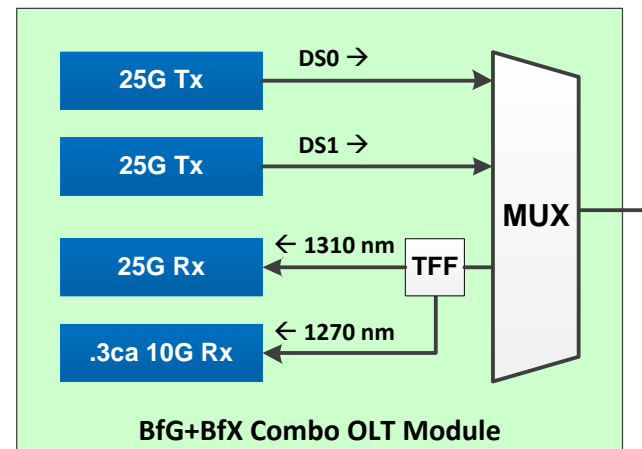 25G Tx
DS0 →
25G Tx
DS1 →
MUX
25G Rx
← 1310 nm
TFF
.3ca 10G Rx
← 1270 nm
BfG+BfX Combo OLT Module